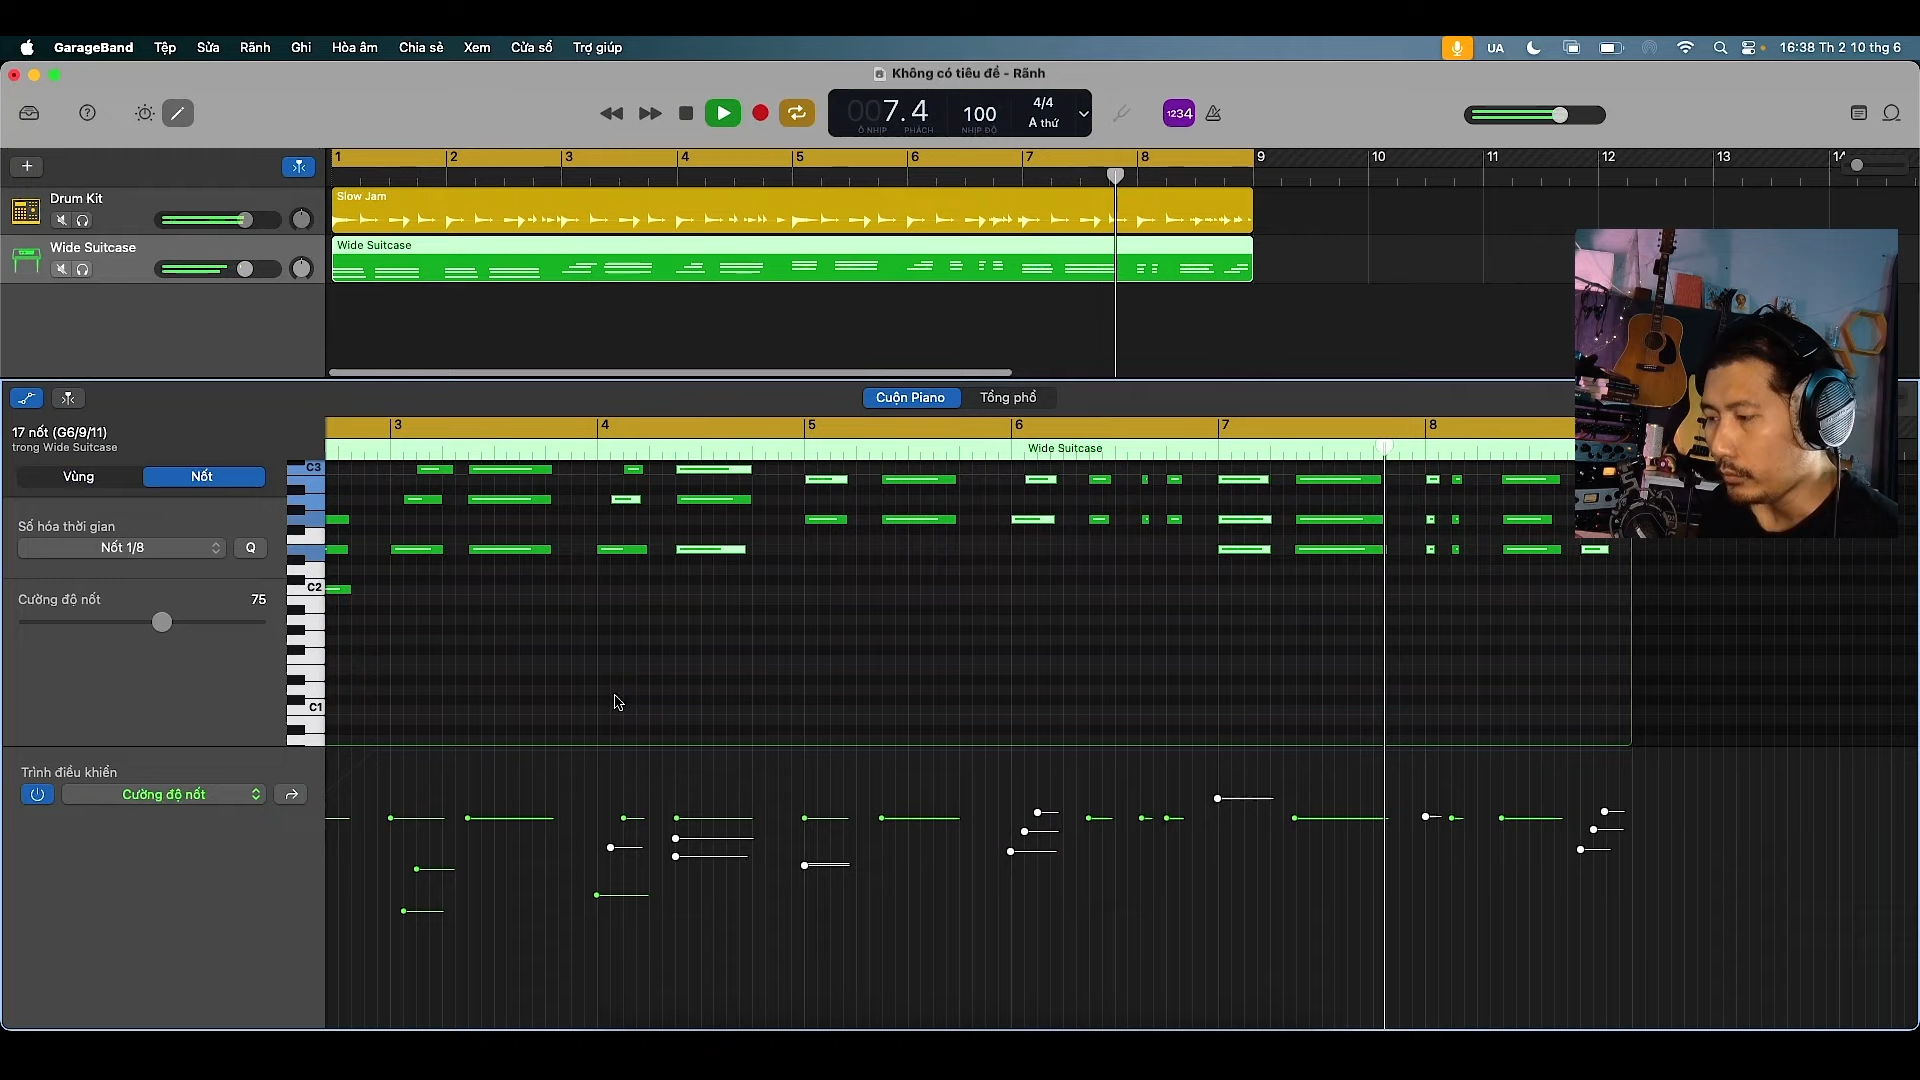 GarageBand Tệp Sửa Rãnh Ghi Hòa âm Chia sẻ Xem Cửa sổ Trợ giúp UA 16:38 Th 2 10 thg 6
Không có tiêu đề - Rãnh
007.4 100 4/4
A thứ
Ô NHỊP PHÁCH NHỊP ĐỘ
1234
1 2 3 4 5 6 7 8 9 10 11 12 13
Drum Kit
Slow Jam
Wide Suitcase
Wide Suitcase
Cuộn Piano Tổng phổ
3 4 5 6 7 8
17 nốt (G6/9/11)
trong Wide Suitcase
Wide Suitcase
Vùng Nốt
C3
Số hóa thời gian
Nốt 1/8 Q
C2
Cường độ nốt 75
C1
Trình điều khiển
Cường độ nốt